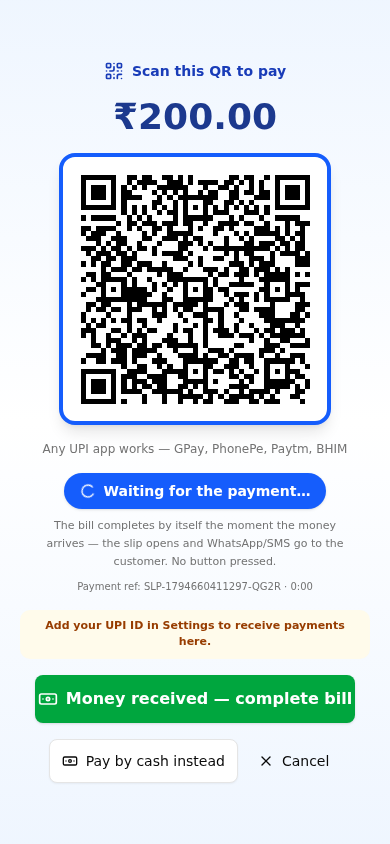 Scan this QR to pay
₹200.00
Any UPI app works — GPay, PhonePe, Paytm, BHIM
Waiting for the payment...
The bill completes by itself the moment the money
arrives — the slip opens and WhatsApp/SMS go to the
customer. No button pressed.
Payment ref: SLP-1794660411297-QG2R · 0:00
Add your UPI ID in Settings to receive payments
here.
Money received — complete bill
Pay by cash instead
Cancel